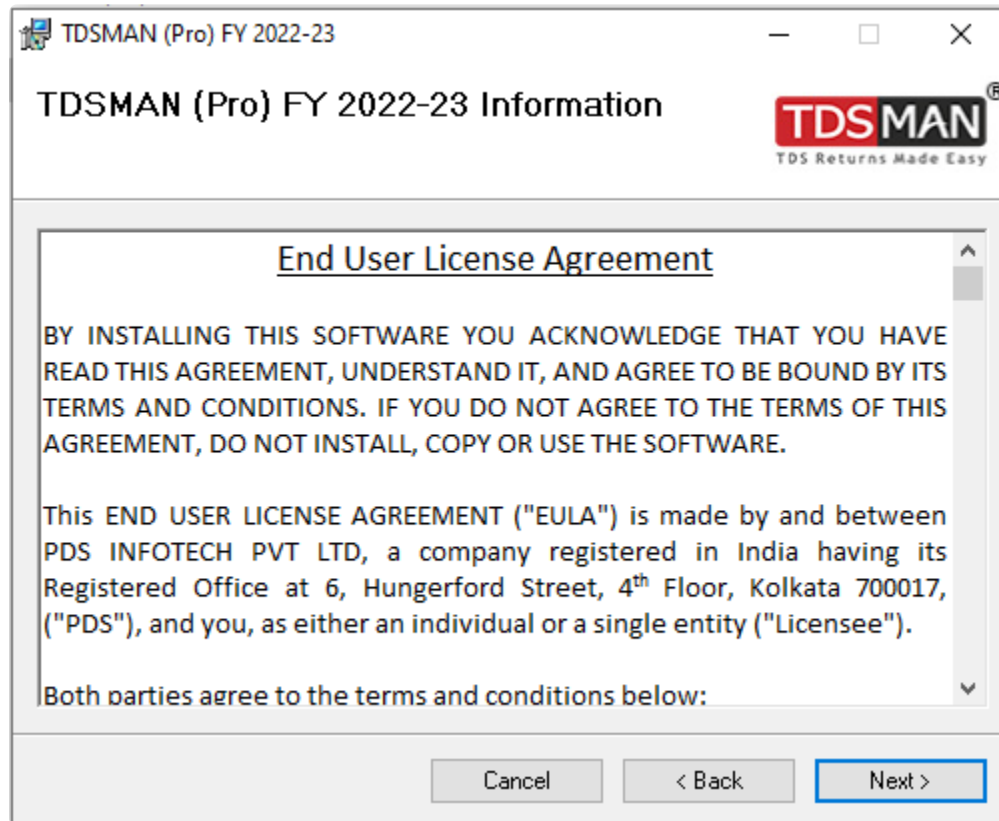 TDSMAN (Pro) FY 2022-23
TDSMAN (Pro) FY 2022-23 Information
TDSMAN®
TDS Returns Made Easy
End User License Agreement
BY INSTALLING THIS SOFTWARE YOU ACKNOWLEDGE THAT YOU HAVE
READ THIS AGREEMENT, UNDERSTAND IT, AND AGREE TO BE BOUND BY ITS
TERMS AND CONDITIONS. IF YOU DO NOT AGREE TO THE TERMS OF THIS
AGREEMENT, DO NOT INSTALL, COPY OR USE THE SOFTWARE.
This END USER LICENSE AGREEMENT ("EULA") is made by and between
PDS INFOTECH PVT LTD, a company registered in India having its
Registered Office at 6, Hungerford Street, 4th Floor, Kolkata 700017,
("PDS"), and you, as either an individual or a single entity ("Licensee").
Both parties agree to the terms and conditions below:
Cancel
< Back
Next >